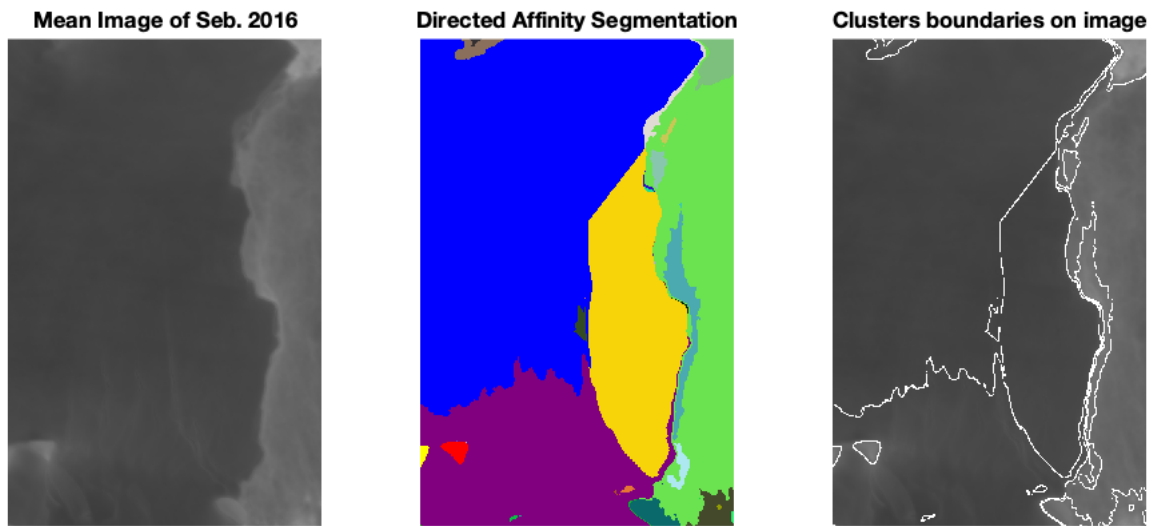 Mean Image of Seb. 2016
Directed Affinity Segmentation
Clusters boundaries on image